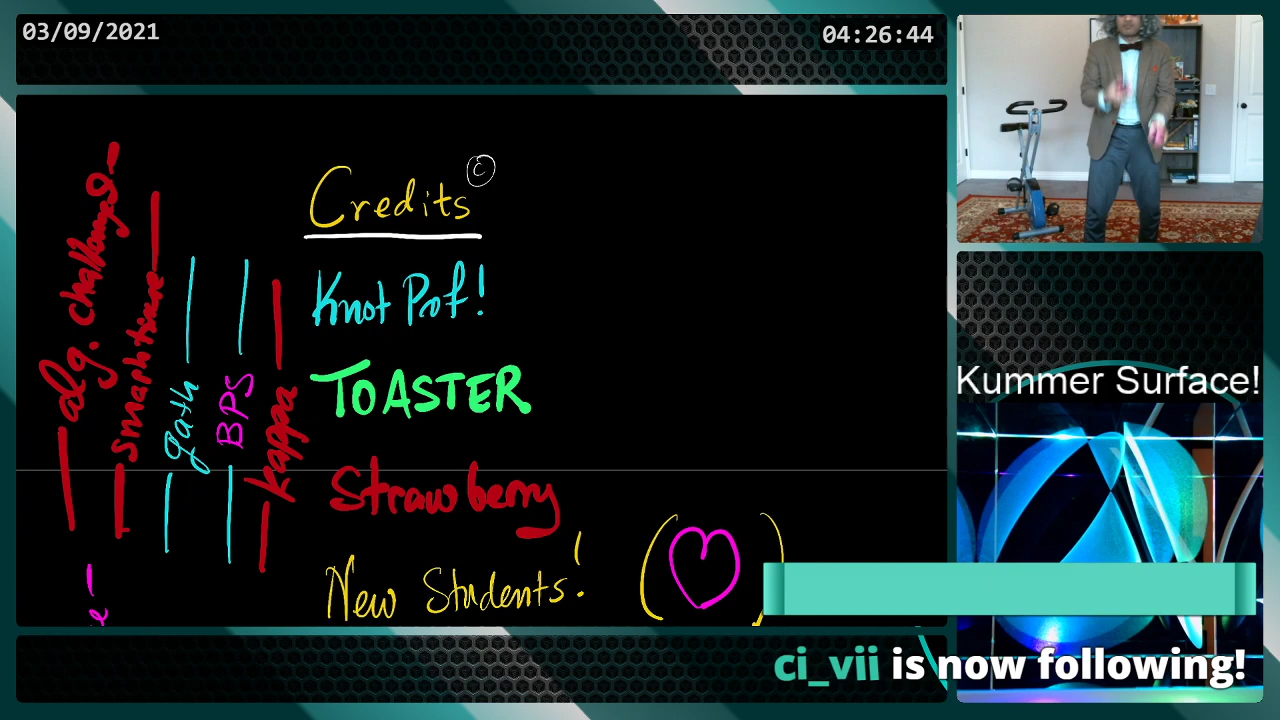 03/09/2021
04:26:44
Credits ©
Knot Prof!
TOASTER
Strawberry
New Students!
alg. challenge
gath
BPS
kappa
Kummer Surface!
ci_vii is now following!